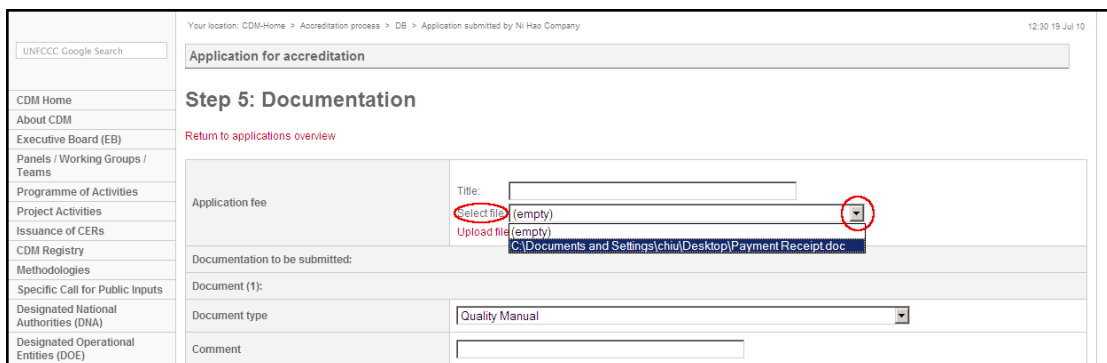 Your location: CDM-Home > Accreditation process > DB > Application submitted by Ni Hao Company
12:30 19 Jul 10
UNFCCC Google Search
Application for accreditation
Step 5: Documentation
Return to applications overview
CDM Home
About CDM
Executive Board (EB)
Panels / Working Groups /
Teams
Programme of Activities
Project Activities
Issuance of CERs
CDM Registry
Methodologies
Specific Call for Public Inputs
Designated National
Authorities (DNA)
Designated Operational
Entities (DOE)
Application fee
Title:
Select file (empty)
Upload file (empty)
C:\Documents and Settings\chiu\Desktop\Payment Receipt.doc
Documentation to be submitted:
Document (1):
Document type
Quality Manual
Comment